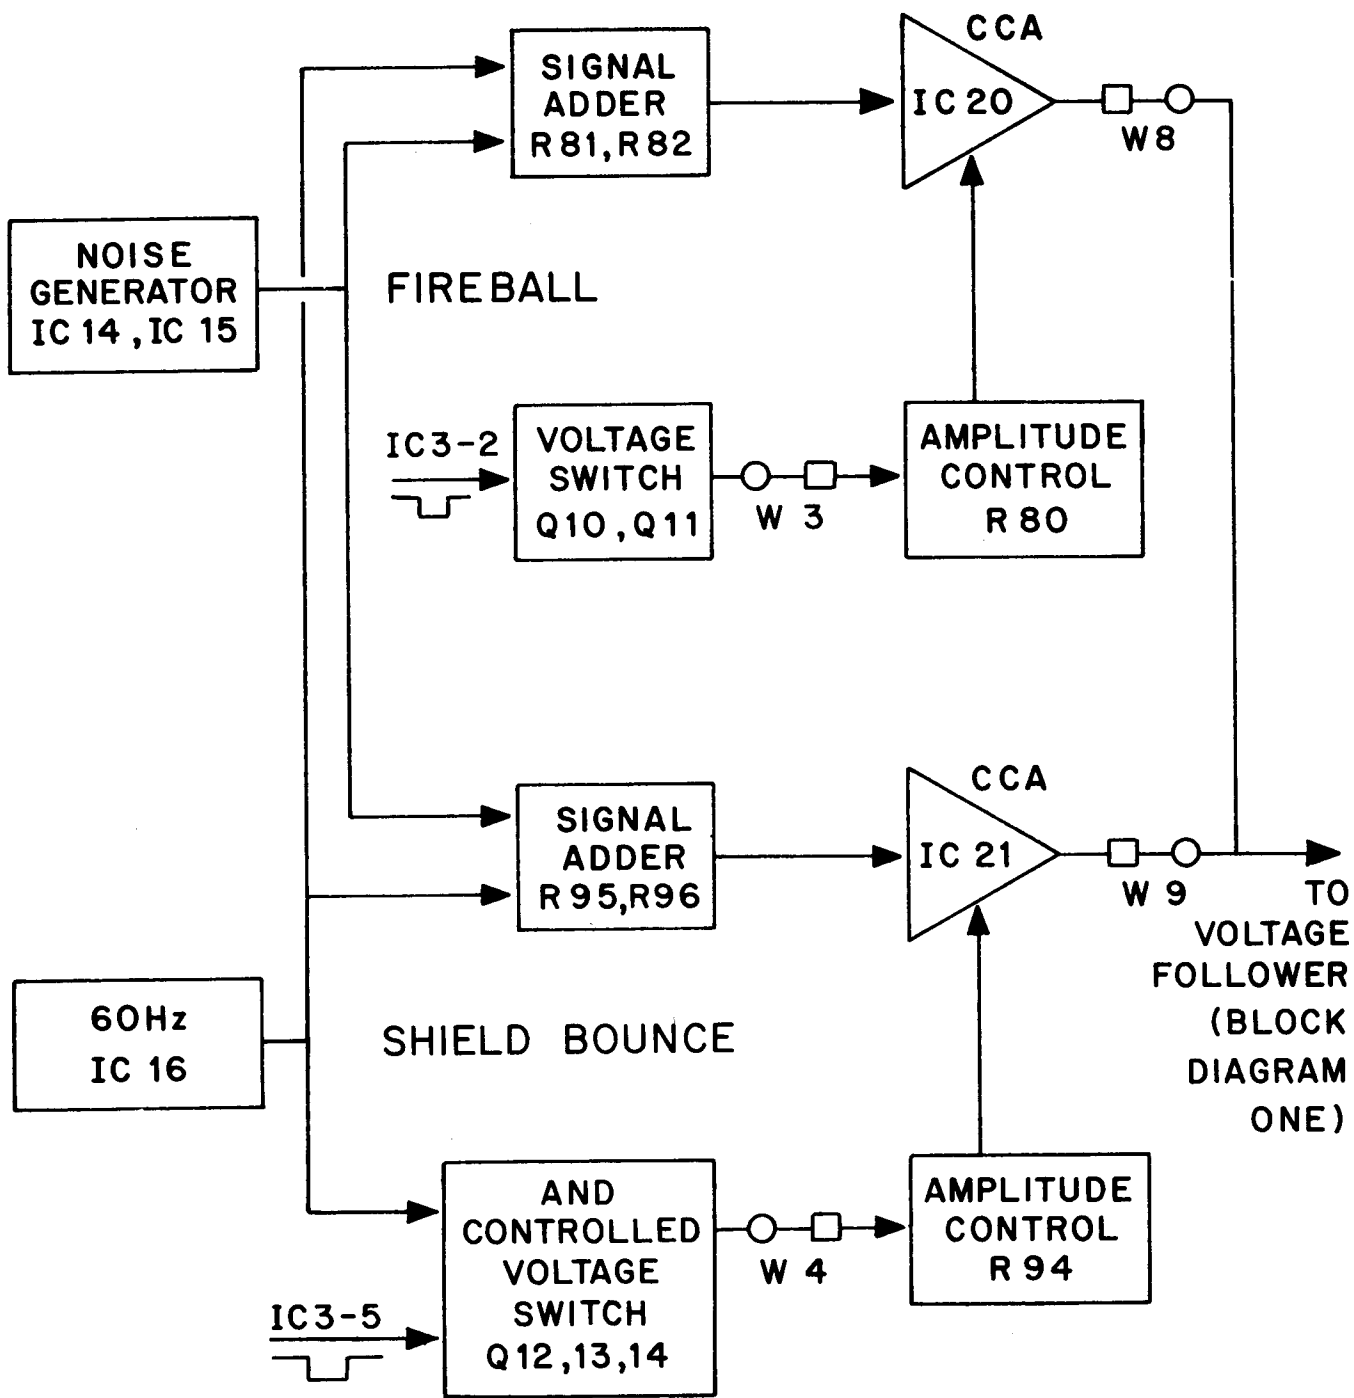 CCA
SIGNAL
ADDER
R81,R82
IC 20
W8
NOISE
GENERATOR
IC 14 , IC 15
FIREBALL
IC3-2
VOLTAGE
SWITCH
Q10 , Q11
W 3
AMPLITUDE
CONTROL
R 80
CCA
SIGNAL
ADDER
R95,R96
IC 21
W 9
TO
VOLTAGE
FOLLOWER
(BLOCK
DIAGRAM
ONE)
60Hz
IC 16
SHIELD BOUNCE
AND
CONTROLLED
VOLTAGE
SWITCH
Q12,13,14
IC3-5
W 4
AMPLITUDE
CONTROL
R 94